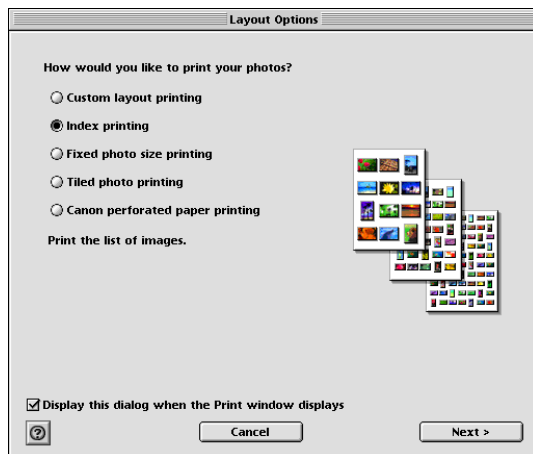 Layout Options
How would you like to print your photos?
Custom layout printing
Index printing
Fixed photo size printing
Tiled photo printing
Canon perforated paper printing
Print the list of images.
Display this dialog when the Print window displays
?
Cancel
Next >